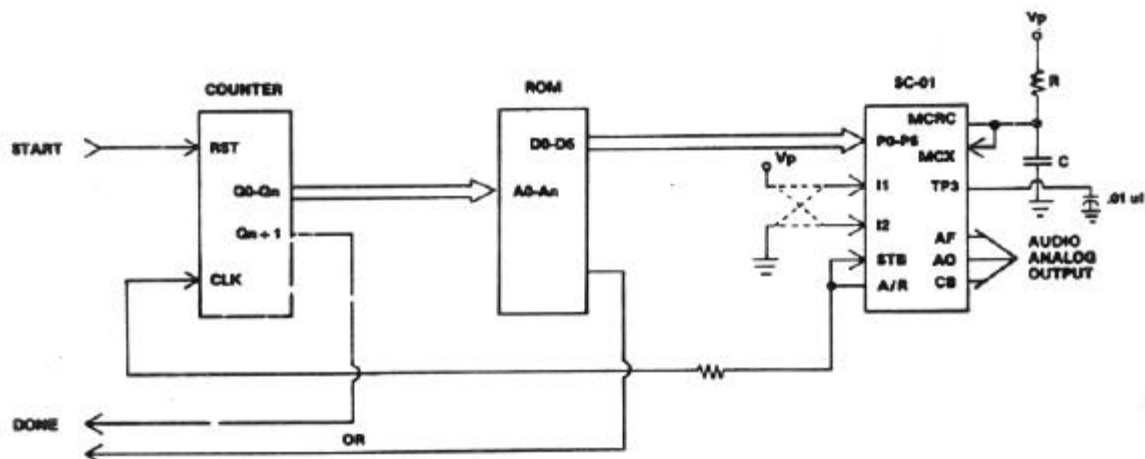 Vp
COUNTER
ROM
SC-01
R
START
RST
D0-D5
MCRC
P0-P5
MCX
C
Vp
Q0-Qn
A0-An
I1
TP3
.01 uf
Qn + 1
I2
AF
AUDIO
ANALOG
OUTPUT
CLK
STB
AO
A/R
CB
DONE
OR